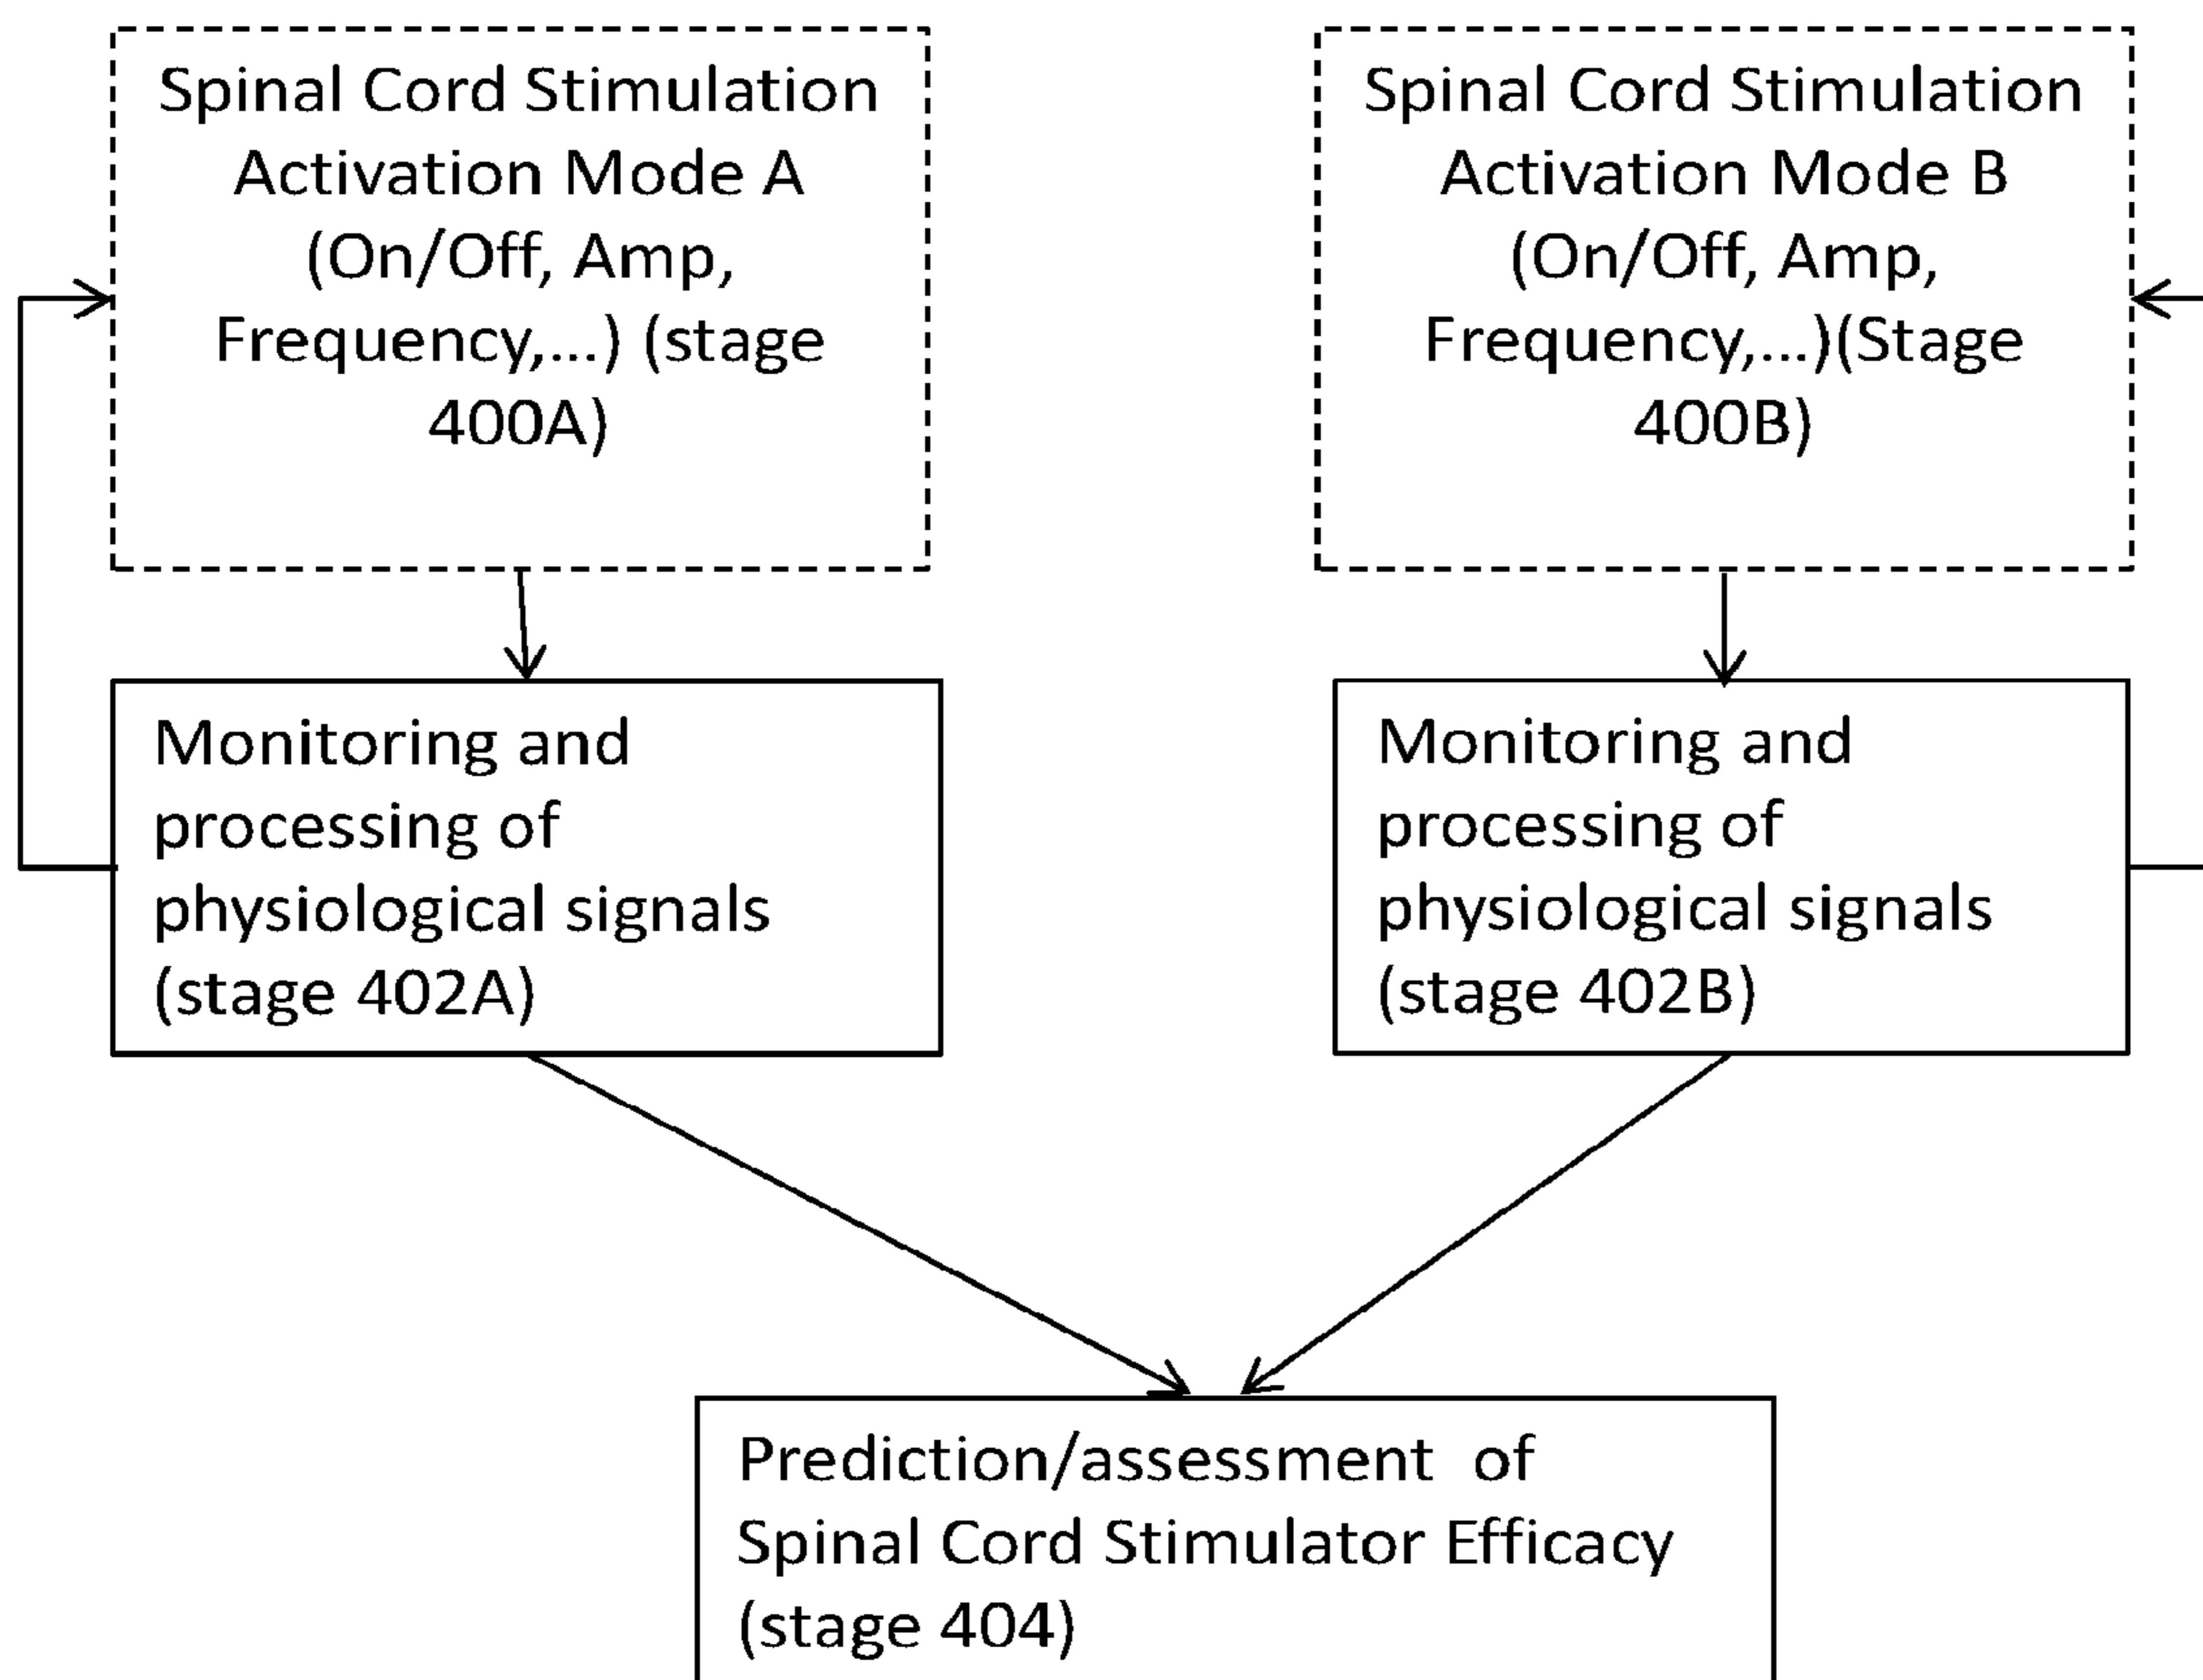 Spinal Cord Stimulation
Activation Mode A
(On/Off, Amp,
Frequency,...) (stage
400A)
Spinal Cord Stimulation
Activation Mode B
(On/Off, Amp,
Frequency,...)(Stage
400B)
Monitoring and
processing of
physiological signals
(stage 402A)
Monitoring and
processing of
physiological signals
(stage 402B)
Prediction/assessment of
Spinal Cord Stimulator Efficacy
(stage 404)